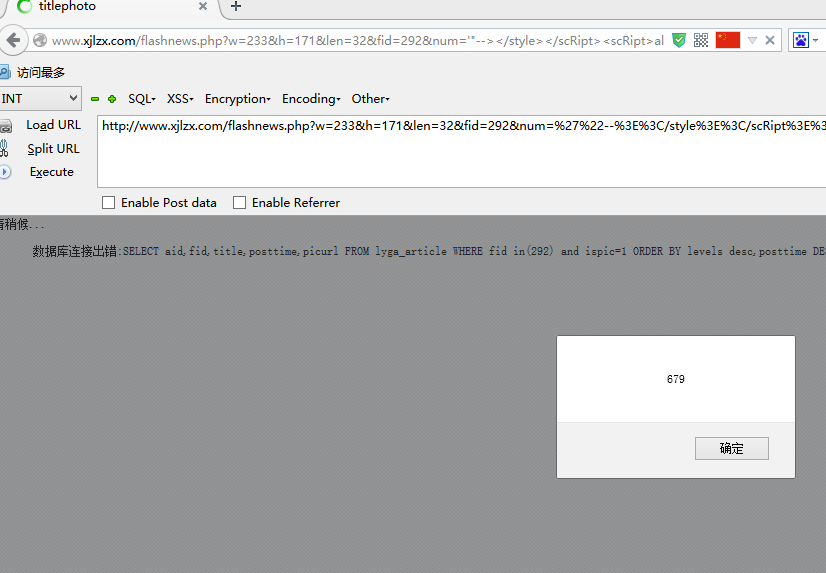 titlephoto
www.xjlzx.com/flashnews.php?w=233&h=171&len=32&fid=292&num='"--></style></scRipt><scRipt>al
访问最多
INT SQL XSS Encryption Encoding Other
Load URL http://www.xjlzx.com/flashnews.php?w=233&h=171&len=32&fid=292&num=%27%22--%3E%3C/style%3E%3C/scRipt%3E%3
Split URL
Execute
Enable Post data Enable Referrer
稍候...
数据库连接出错:SELECT aid,fid,title,posttime,picurl FROM lyga_article WHERE fid in(292) and ispic=1 ORDER BY levels desc,posttime DE
679
确定